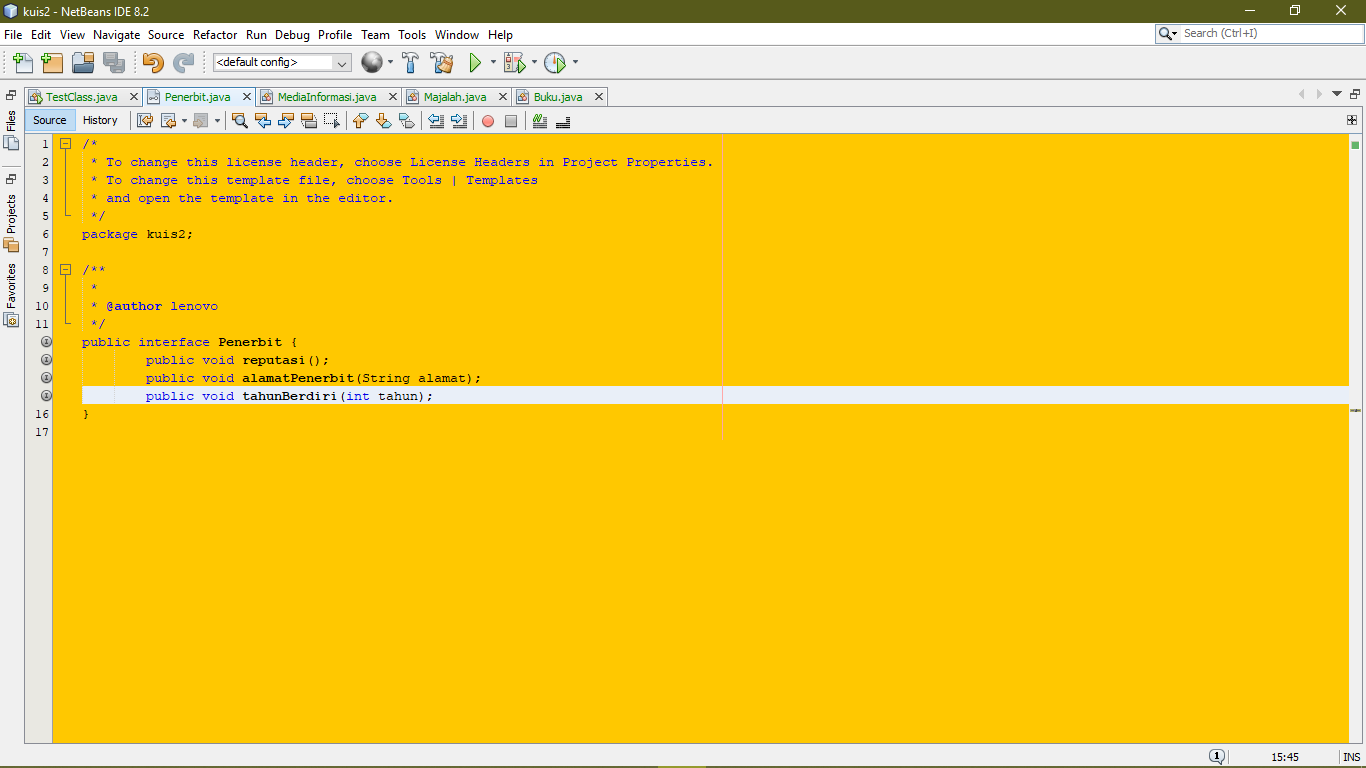 kuis2 - NetBeans IDE 8.2
File Edit View Navigate Source Refactor Run Debug Profile Team Tools Window Help
Search (Ctrl+I)
<default config>
TestClass.java Penerbit.java MediaInformasi.java Majalah.java Buku.java
Source History
Files
Projects
Favorites
1 /*
2 * To change this license header, choose License Headers in Project Properties.
3 * To change this template file, choose Tools | Templates
4 * and open the template in the editor.
5 */
6 package kuis2;
7
8 /**
9 *
10 * @author lenovo
11 */
public interface Penerbit {
public void reputasi();
public void alamatPenerbit(String alamat);
public void tahunBerdiri(int tahun);
16 }
17
1 15:45 INS